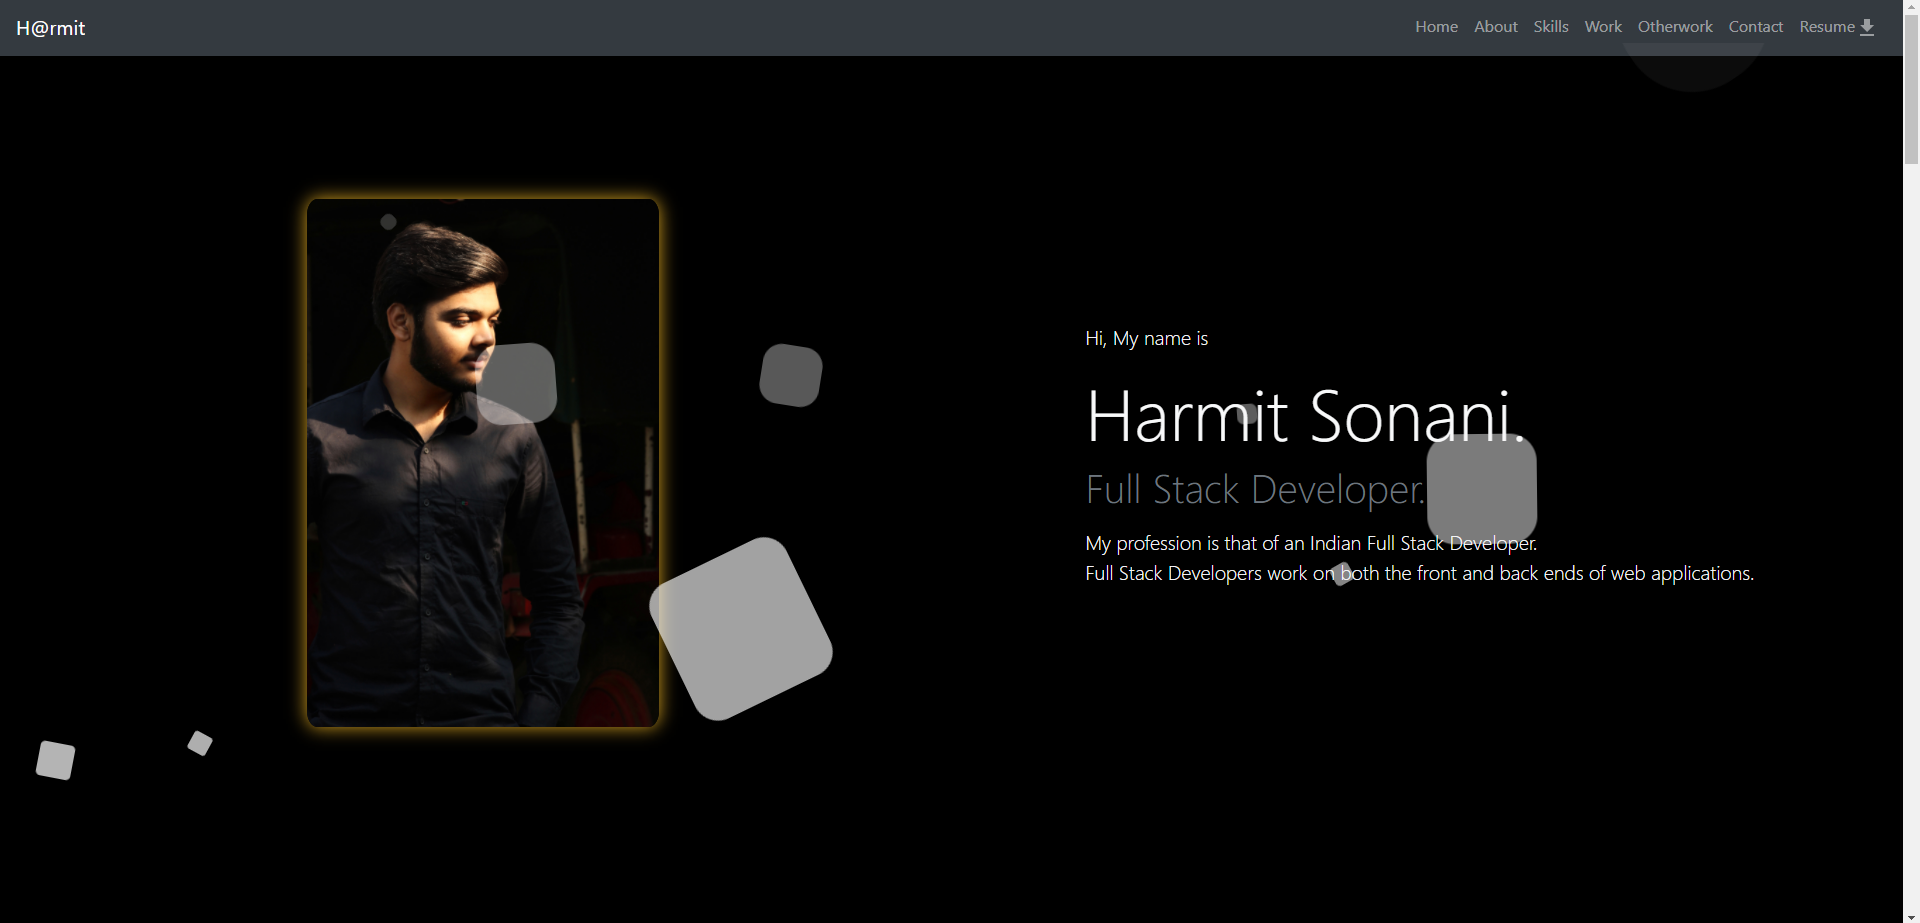 H@rmit
Home About Skills Work Otherwork Contact Resume
Hi, My name is
Harmit Sonani.
Full Stack Developer.
My profession is that of an Indian Full Stack Developer.
Full Stack Developers work on both the front and back ends of web applications.